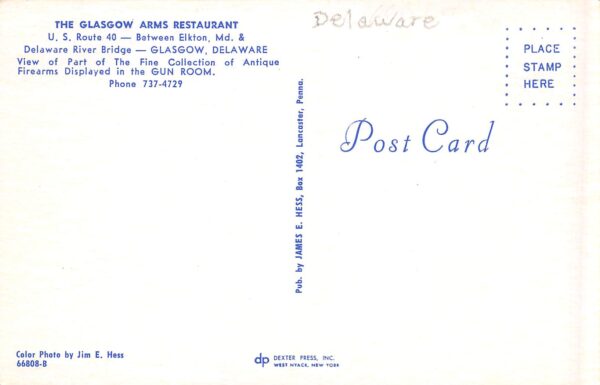 THE GLASGOW ARMS RESTAURANT
U. S. Route 40 — Between Elkton, Md. &
Delaware River Bridge — GLASGOW, DELAWARE
View of Part of The Fine Collection of Antique
Firearms Displayed in the GUN ROOM.
Phone 737-4729
Delaware
PLACE
STAMP
HERE
Post Card
Pub. by JAMES E. HESS, Box 1402, Lancaster, Penna.
Color Photo by Jim E. Hess
66808-B
dp DEXTER PRESS, INC.
WEST NYACK, NEW YORK